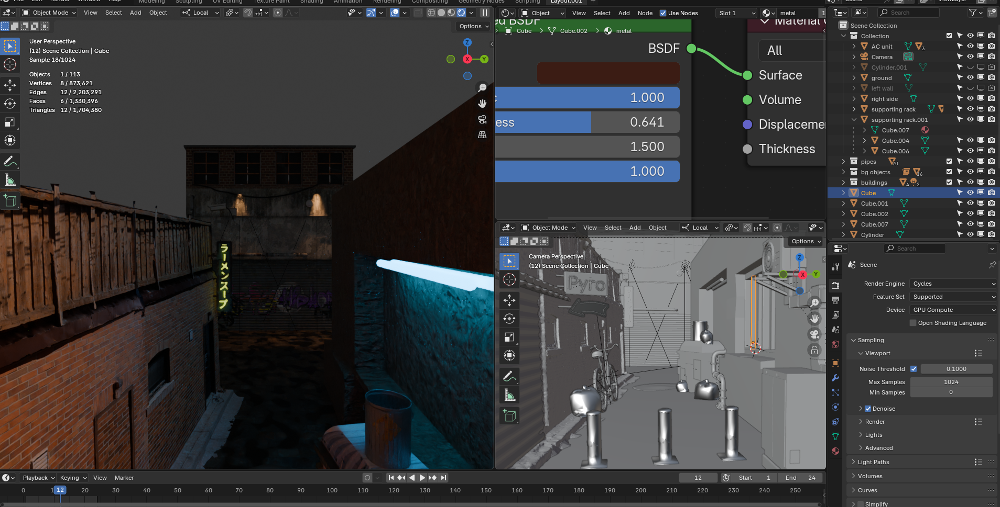 Modeling Sculpting UV Editing Texture Paint Shading Animation Rendering Compositing Geometry Nodes Scripting Layout.001 +
Scene ViewLayer
Object Mode View Select Add Object Local
Options
User Perspective
(12) Scene Collection | Cube
Sample 18/1024
Objects 1 / 113
Vertices 8 / 873,621
Edges 12 / 2,203,291
Faces 6 / 1,330,396
Triangles 12 / 1,704,380
Z
X
Y
ラーメンスープ
Object View Select Add Node Use Nodes Slot 1 metal 1
ed BSDF
Cube > Cube.002 > metal
BSDF
1.000
ess 0.641
1.500
1.000
Material
All
Surface
Volume
Displaceme
Thickness
Object Mode View Select Add Object Local
Options
Camera Perspective
(12) Scene Collection | Cube
Z
X
Y
Pyro
Search
Scene Collection
Collection
AC unit 3
Camera
Cylinder.001
ground
left wall
right side
supporting rack
supporting rack.001
Cube.007
Cube.004
Cube.006
pipes 20
bg objects 16
buildings 4 2
Cube
Cube.001
Cube.002
Cube.007
Cylinder
Search
Scene
Render Engine Cycles
Feature Set Supported
Device GPU Compute
Open Shading Language
Sampling
Viewport
Noise Threshold 0.1000
Max Samples 1024
Min Samples 0
Denoise
Render
Lights
Advanced
Light Paths
Volumes
Curves
Simplify
Playback Keying View Marker
12 Start 1 End 24
0 1 12 20 30 40 50 60 70 80 90 100 110 120 130 140 150 160 170 180 190 200 210 220 230 240 250